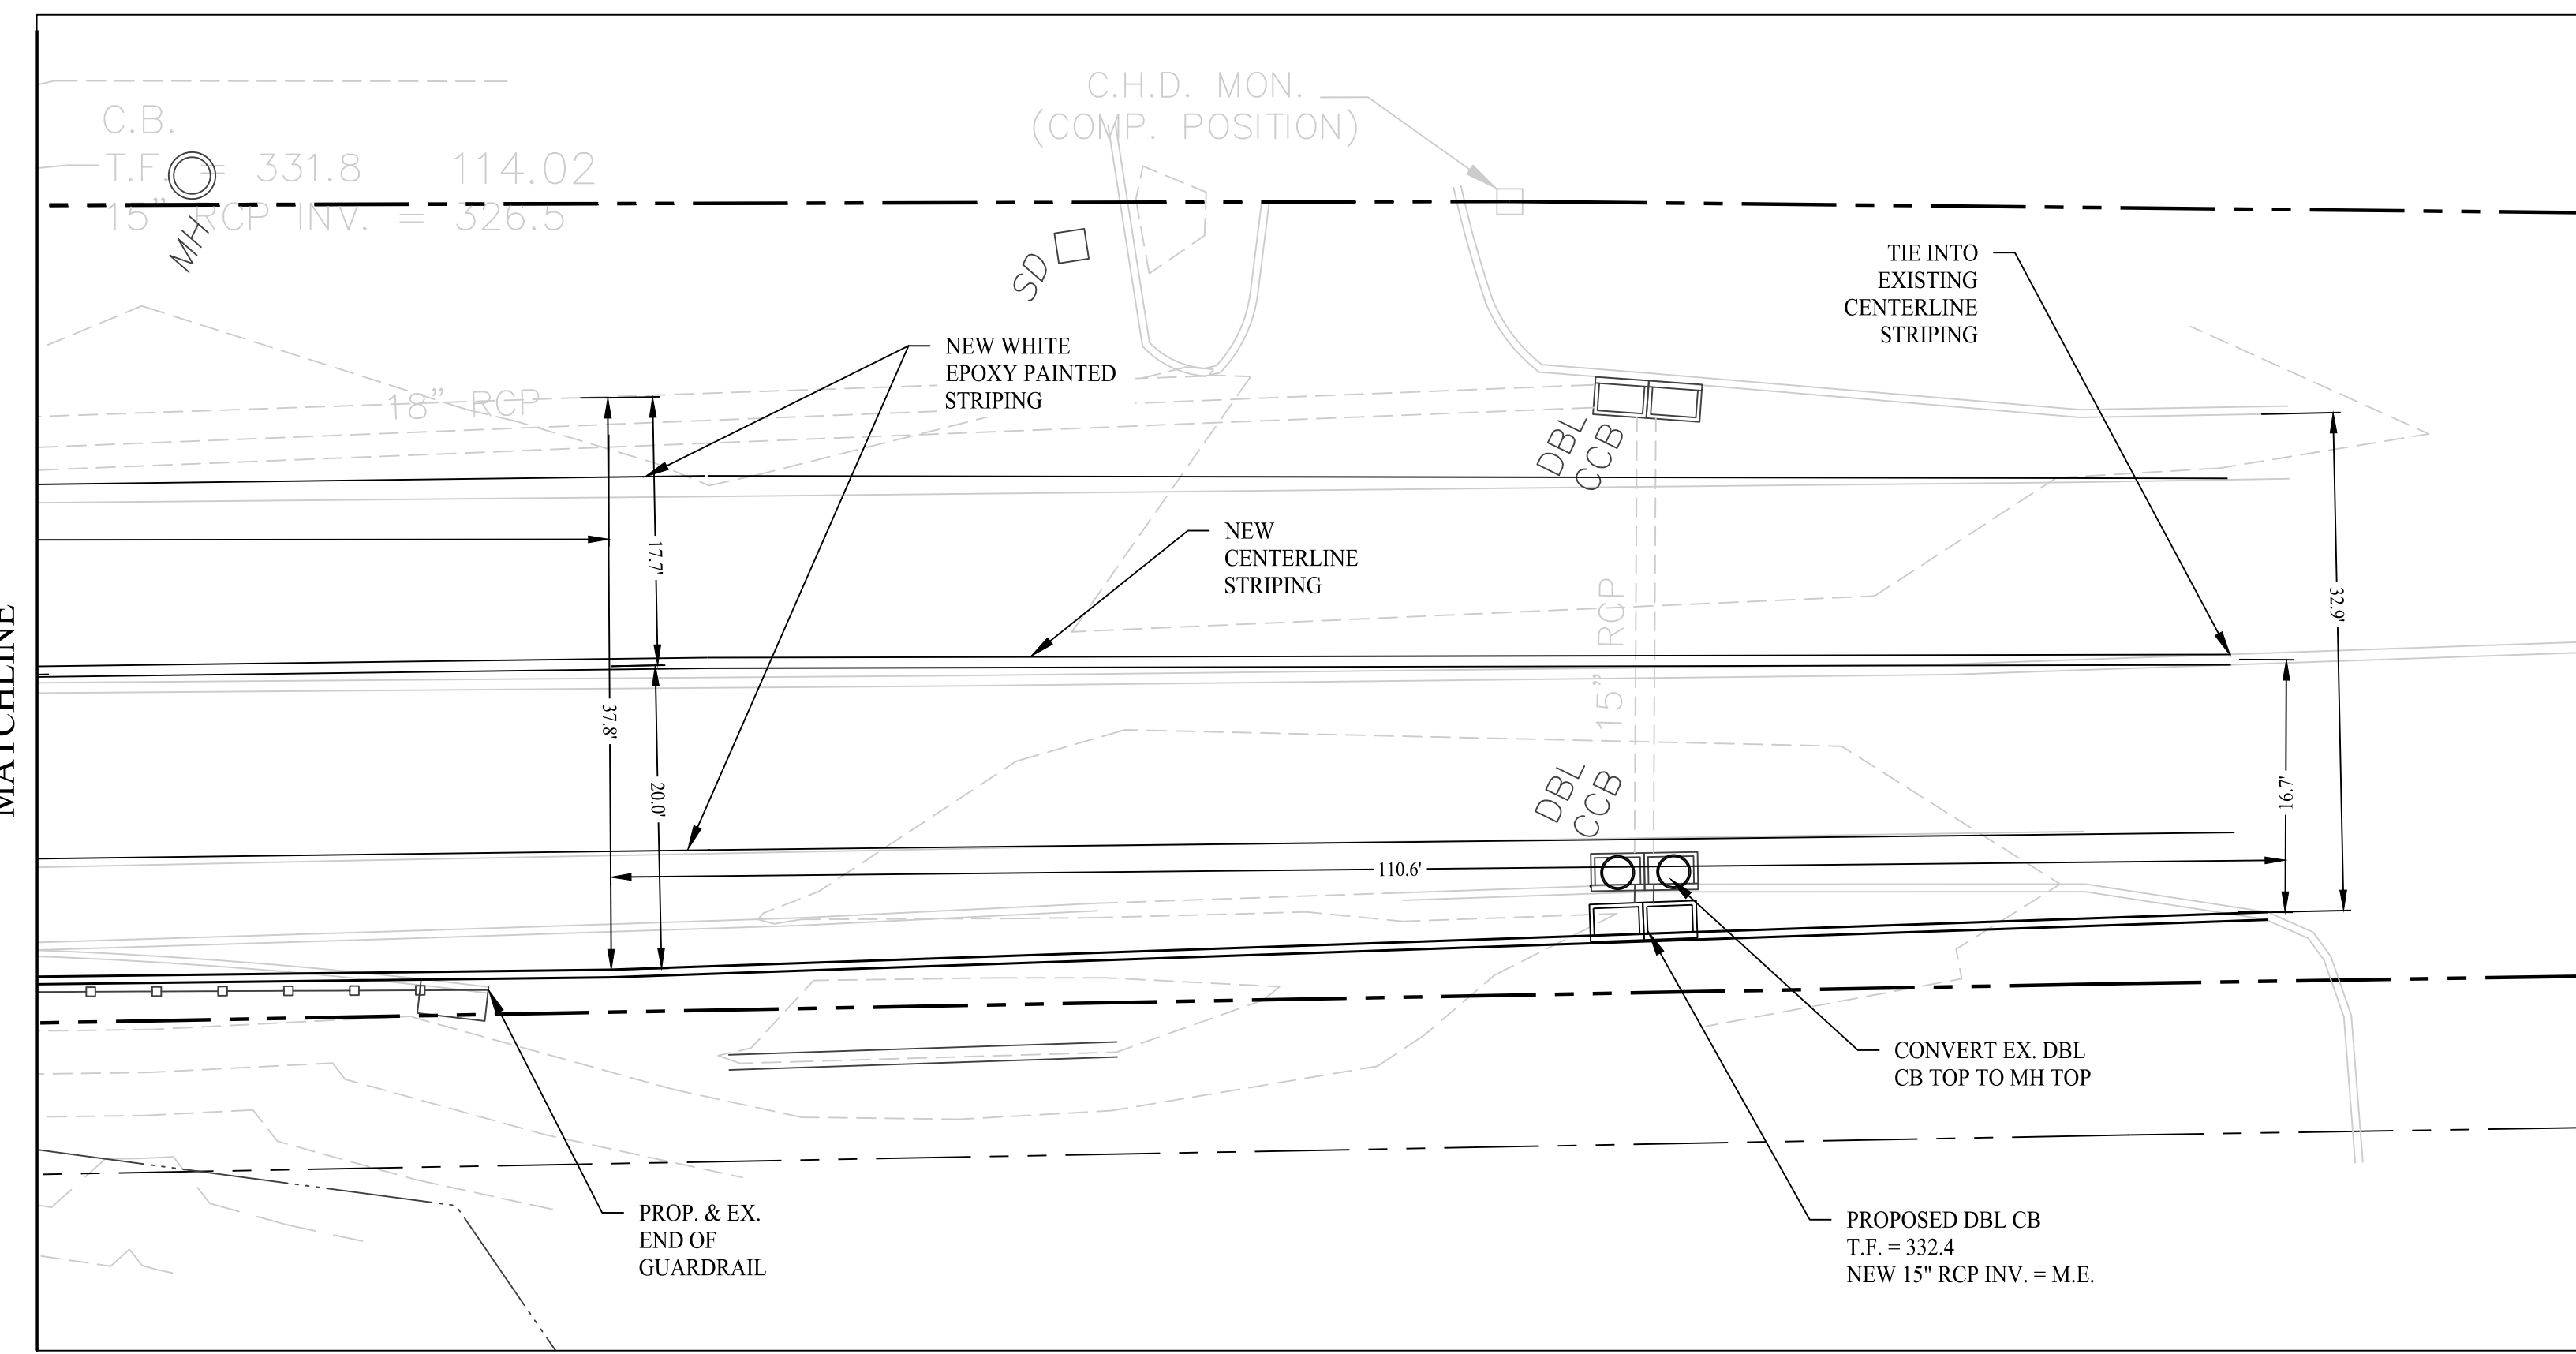 C.B.
T.F. = 331.8 114.02
15" RCP INV. = 326.5
MH
C.H.D. MON.
(COMP. POSITION)
SD
TIE INTO
EXISTING
CENTERLINE
STRIPING
NEW WHITE
EPOXY PAINTED
STRIPING
18" RCP
DBL
CCB
NEW
CENTERLINE
STRIPING
17.7'
15" RCP
32.9'
MATCHLINE
37.8'
20.0'
16.7'
DBL
CCB
110.6'
CONVERT EX. DBL
CB TOP TO MH TOP
PROP. & EX.
END OF
GUARDRAIL
PROPOSED DBL CB
T.F. = 332.4
NEW 15" RCP INV. = M.E.